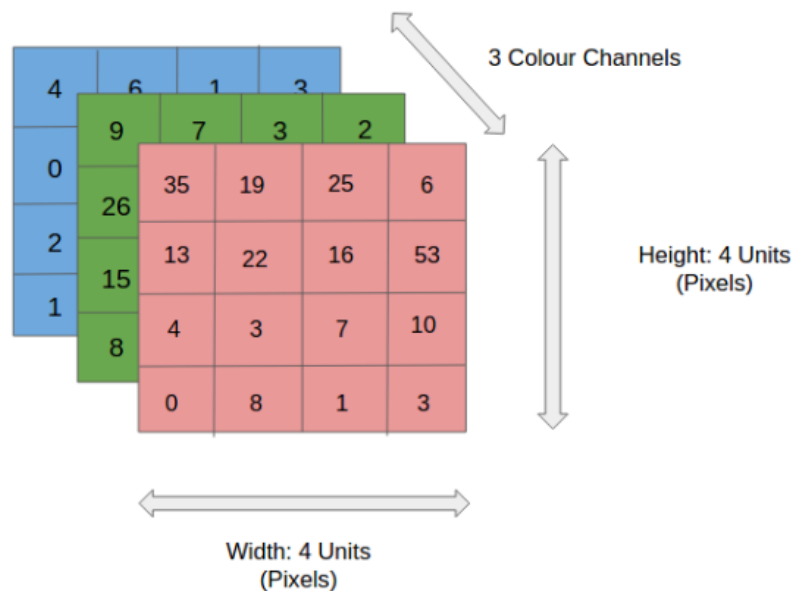 3 Colour Channels
4 6 1 3
9 7 3 2
0
35 19 25 6
26
13 22 16 53
2
15
4 3 7 10
1
8
0 8 1 3
Height: 4 Units
(Pixels)
Width: 4 Units
(Pixels)